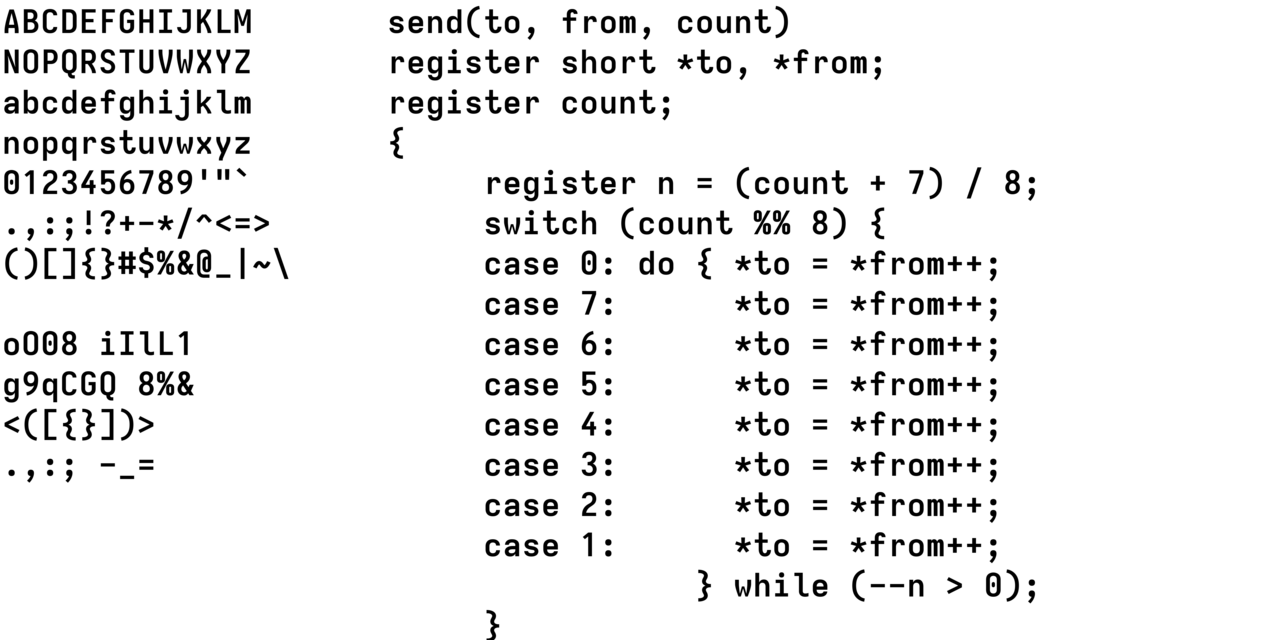 ABCDEFGHIJKLM
NOPQRSTUVWXYZ
abcdefghijklm
nopqrstuvwxyz
0123456789'"`
.,:;!?+-*/^<=>
()[]{}#$%&@_|~\
oO08 iIlL1
g9qCGQ 8%&
<([{}])>
.,:; -_=
send(to, from, count)
register short *to, *from;
register count;
{
    register n = (count + 7) / 8;
    switch (count %% 8) {
    case 0: do { *to = *from++;
    case 7:      *to = *from++;
    case 6:      *to = *from++;
    case 5:      *to = *from++;
    case 4:      *to = *from++;
    case 3:      *to = *from++;
    case 2:      *to = *from++;
    case 1:      *to = *from++;
               } while (--n > 0);
    }